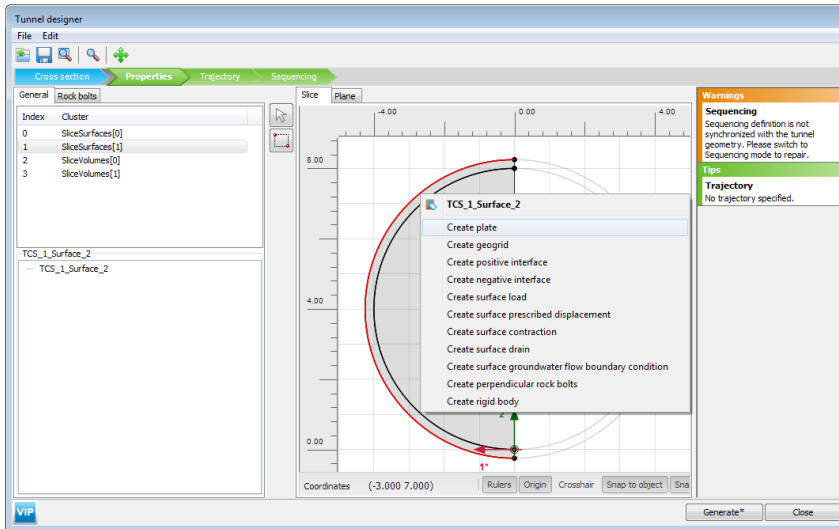 Tunnel designer
File Edit
Cross section Properties Trajectory Sequencing
General Rock bolts
Index Cluster
0 SliceSurfaces[0]
1 SliceSurfaces[1]
2 SliceVolumes[0]
3 SliceVolumes[1]
TCS_1_Surface_2
TCS_1_Surface_2
Slice Plane
-4.00 0.00 4.00
8.00
4.00
0.00
TCS_1_Surface_2
Create plate
Create geogrid
Create positive interface
Create negative interface
Create surface load
Create surface prescribed displacement
Create surface contraction
Create surface drain
Create surface groundwater flow boundary condition
Create perpendicular rock bolts
Create rigid body
2
1*
Coordinates (-3.000 7.000) Rulers Origin Crosshair Snap to object Sna
Warnings
Sequencing
Sequencing definition is not
synchronized with the tunnel
geometry. Please switch to
Sequencing mode to repair.
Tips
Trajectory
No trajectory specified.
VIP
Generate* Close